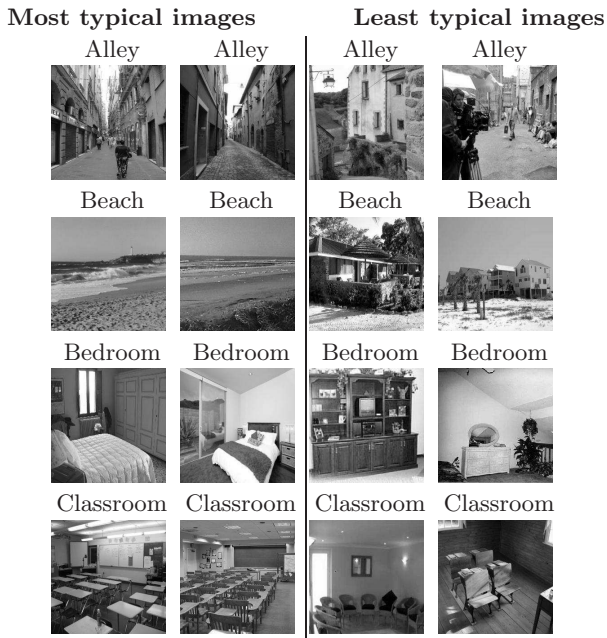 Most typical images Least typical images
Alley Alley Alley Alley
Beach Beach Beach Beach
Bedroom Bedroom Bedroom Bedroom
Classroom Classroom Classroom Classroom